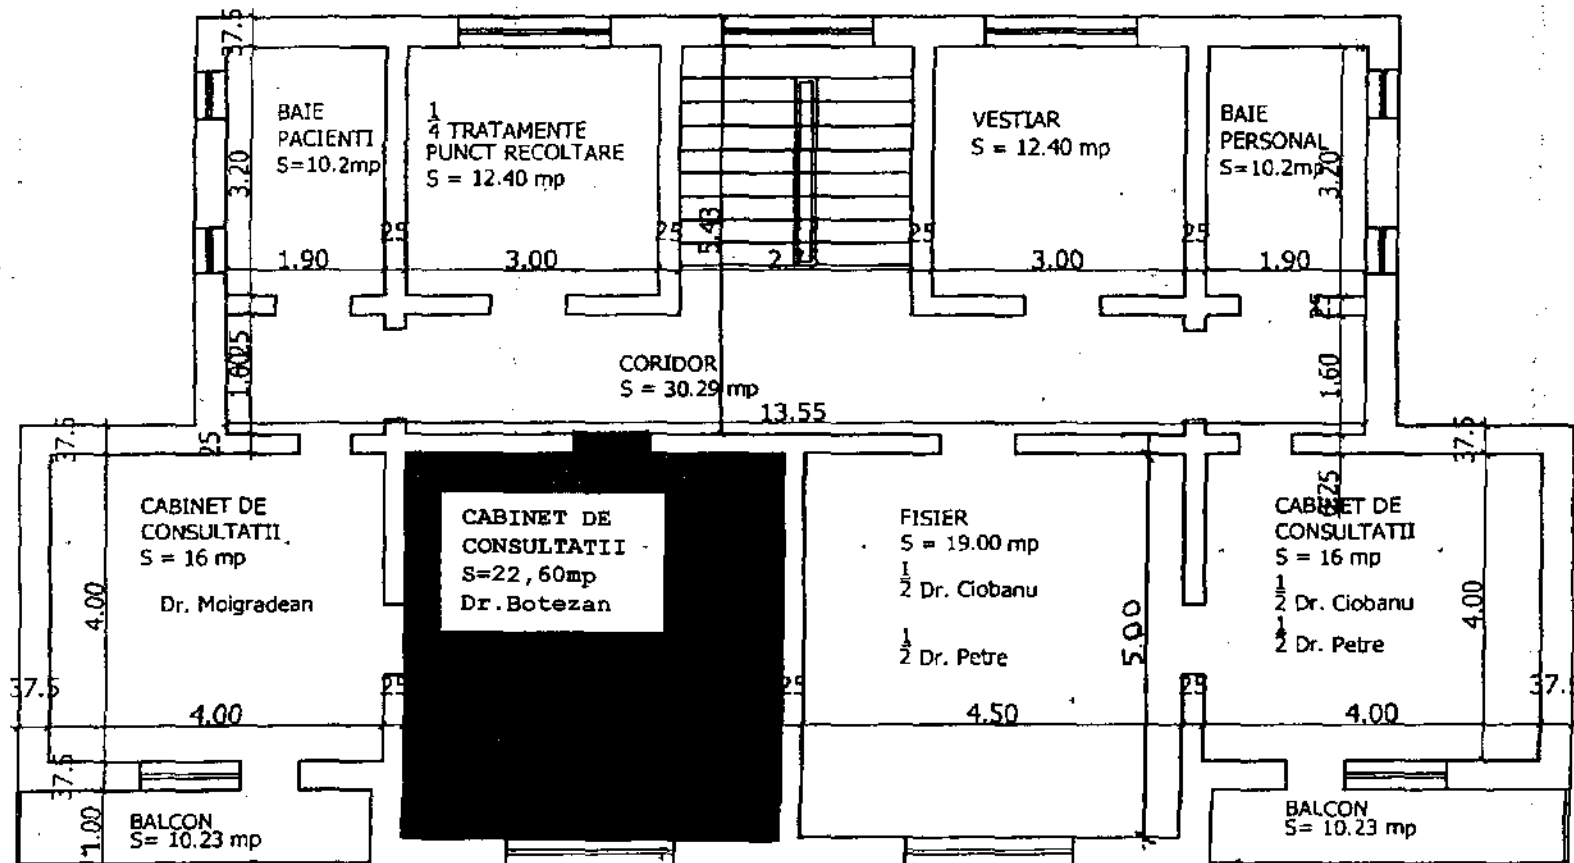 37.5
BAIE
PACIENTI
S=10.2mp
1
4 TRATAMENTE
PUNCT RECOLTARE
S = 12.40 mp
VESTIAR
S = 12.40 mp
BAIE
PERSONAL
S=10.2mp
3.20
3.20
5.43
25
25
25
25
1.90
3.00
3.00
1.90
25
25
1.60
1.60
CORIDOR
S = 30.29 mp
13.55
37.5
25
37.5
25
CABINET DE
CONSULTATII
S = 16 mp
Dr. Moigradean
CABINET DE
CONSULTATII
S=22,60mp
Dr.Botezan
FISIER
S = 19.00 mp
1
2 Dr. Ciobanu
1
2 Dr. Petre
CABINET DE
CONSULTATII
S = 16 mp
1
2 Dr. Ciobanu
1
2 Dr. Petre
4.00
5.00
4.00
37.5
25
25
25
37.
4.00
4.50
4.00
37.5
1.00
BALCON
S= 10.23 mp
BALCON
S= 10.23 mp